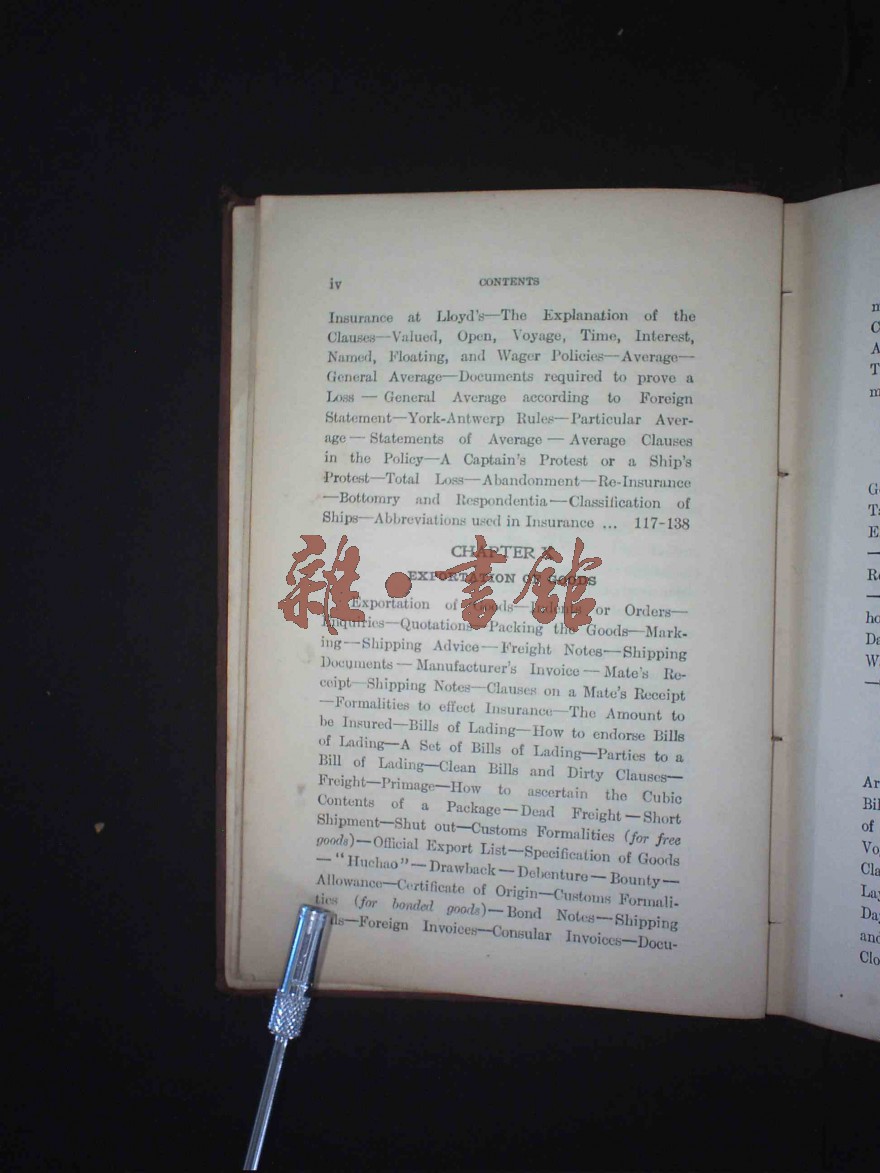 iv CONTENTS
Insurance at Lloyd's—The Explanation of the
Clauses—Valued, Open, Voyage, Time, Interest,
Named, Floating, and Wager Policies—Average—
General Average—Documents required to prove a
Loss — General Average according to Foreign
Statement—York-Antwerp Rules—Particular Aver-
age — Statements of Average — Average Clauses
in the Policy—A Captain's Protest or a Ship's
Protest—Total Loss—Abandonment—Re-Insurance
—Bottomry and Respondentia—Classification of
Ships—Abbreviations used in Insurance ... 117-138
CHAPTER X
EXPORTATION OF GOODS
雜·書館
Exportation of Goods—Indents or Orders—
Enquiries—Quotations—Packing the Goods—Mark-
ing—Shipping Advice—Freight Notes—Shipping
Documents — Manufacturer's Invoice — Mate's Re-
ceipt—Shipping Notes—Clauses on a Mate's Receipt
—Formalities to effect Insurance—The Amount to
be Insured—Bills of Lading—How to endorse Bills
of Lading—A Set of Bills of Lading—Parties to a
Bill of Lading—Clean Bills and Dirty Clauses—
Freight—Primage—How to ascertain the Cubic
Contents of a Package — Dead Freight — Short
Shipment—Shut out—Customs Formalities (for free
goods)—Official Export List—Specification of Goods
— "Huchao" — Drawback — Debenture — Bounty —
Allowance—Certificate of Origin—Customs Formali-
ties (for bonded goods)—Bond Notes—Shipping
—Foreign Invoices—Consular Invoices—Docu-